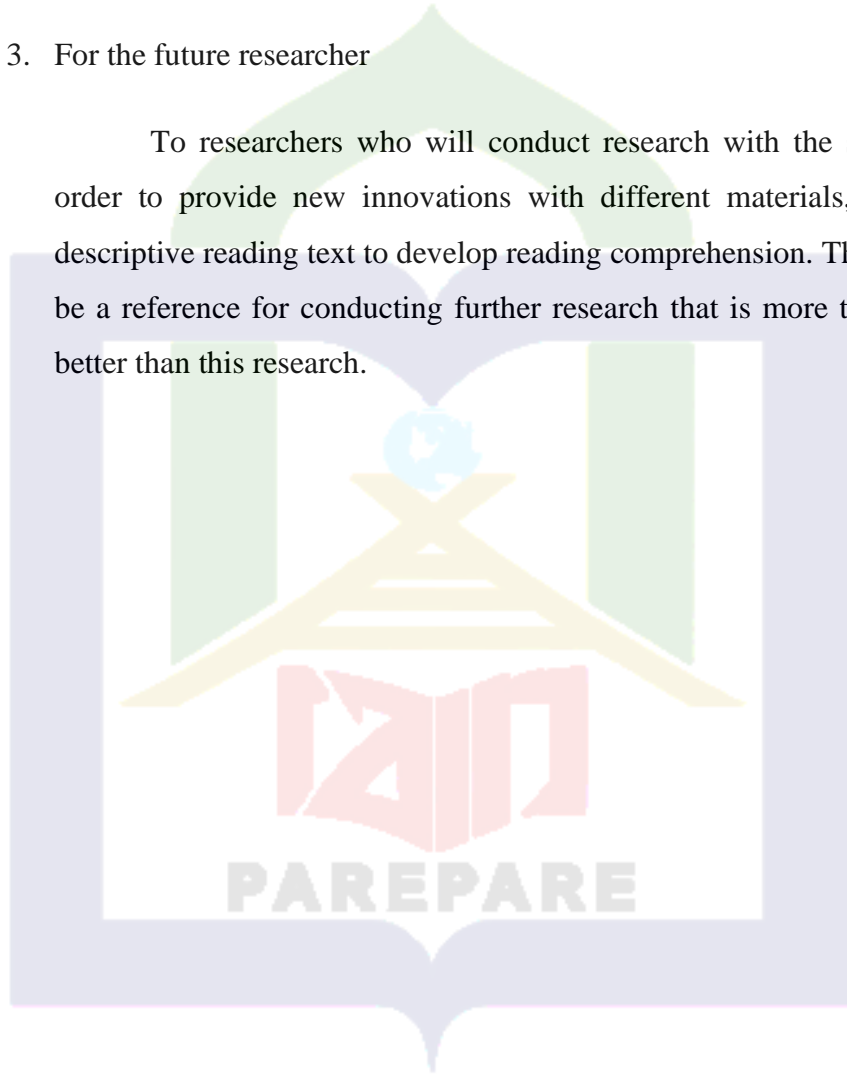 3. For the future researcher
To researchers who will conduct research with the
order to provide new innovations with different materials,
descriptive reading text to develop reading comprehension.
be a reference for conducting further research that is more
better than this research.
iain
PAREPARE